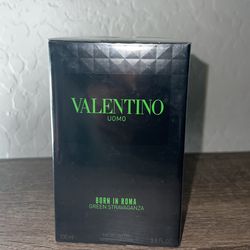 VALENTINO
UOMO
BORN IN ROMA
GREEN STRAVAGANZA